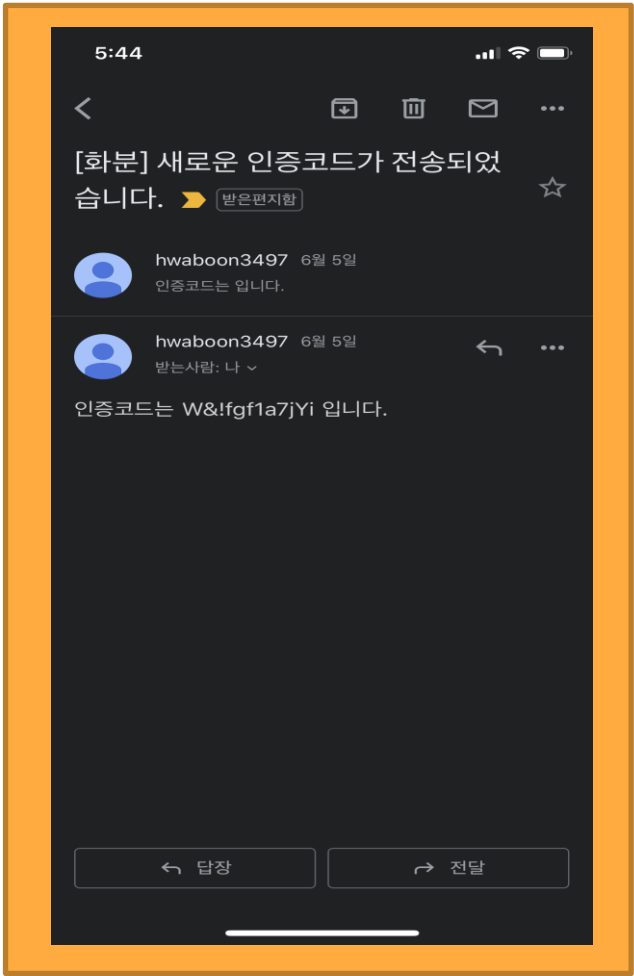 5:44
[화분] 새로운 인증코드가 전송되었
습니다. 받은편지함
hwaboon3497 6월 5일
인증코드는 입니다.
hwaboon3497 6월 5일
받는사람: 나
인증코드는 W&!fgf1a7jYi 입니다.
답장 전달